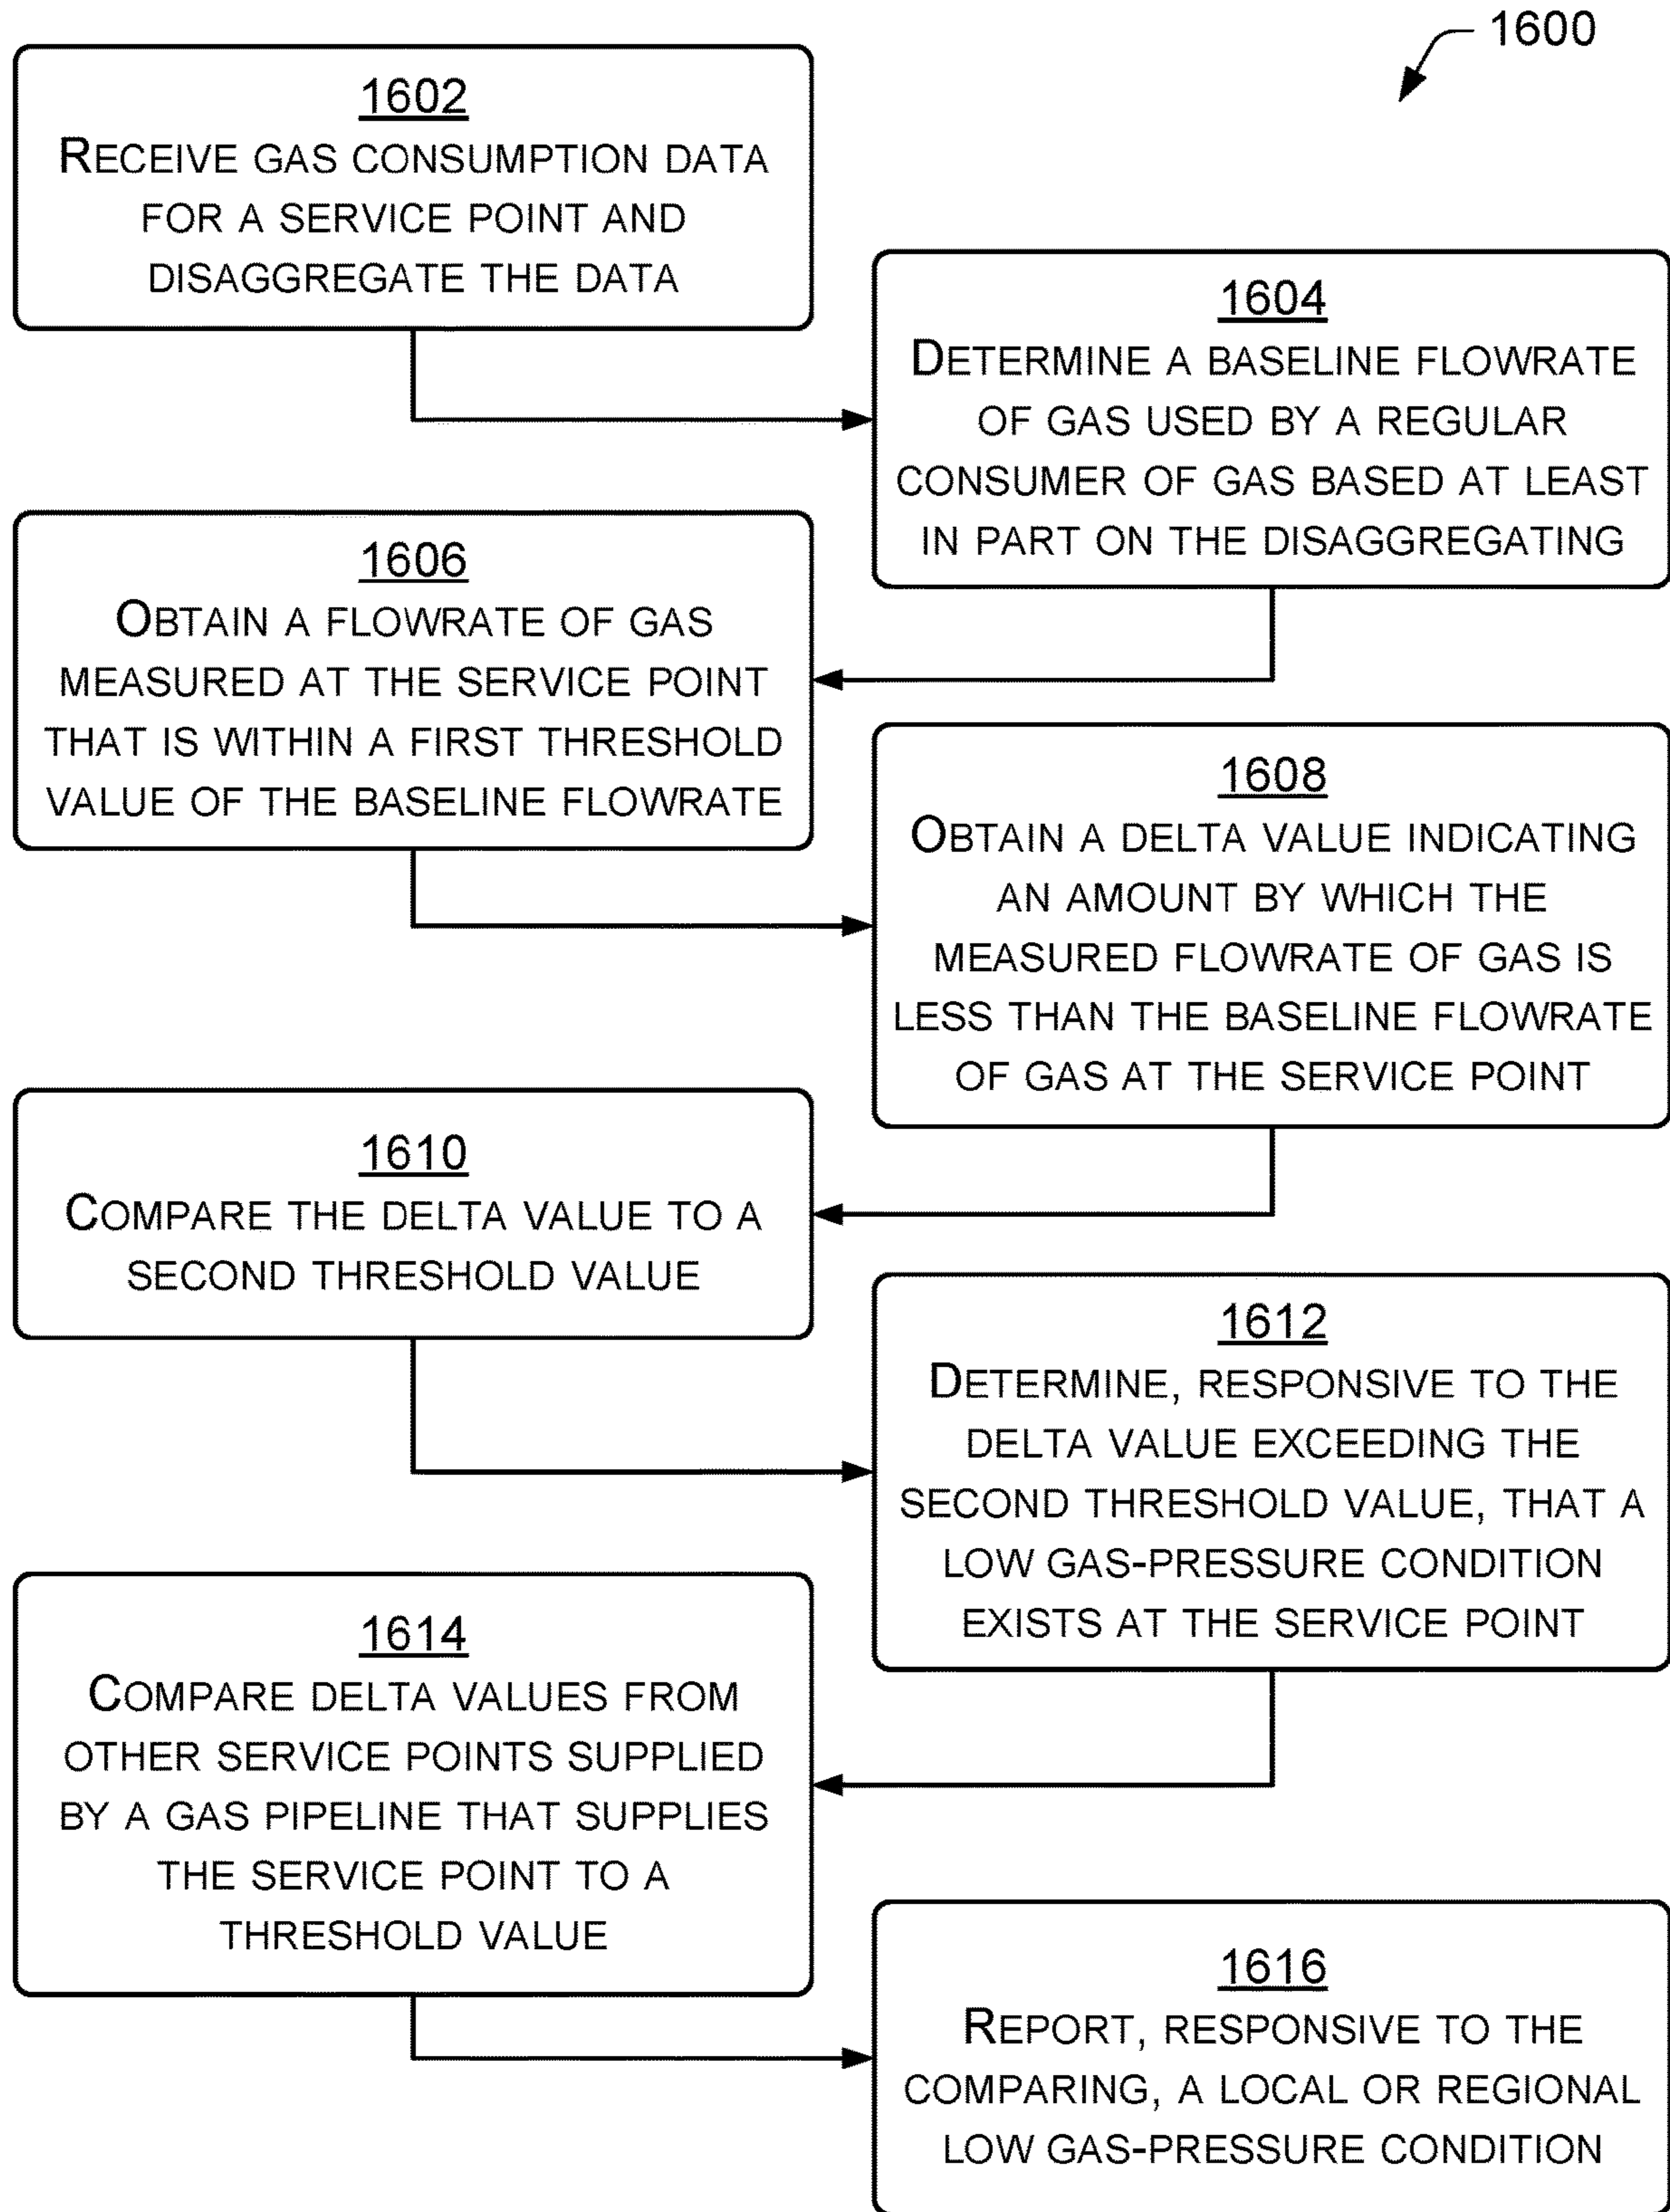 1600
1602
RECEIVE GAS CONSUMPTION DATA
FOR A SERVICE POINT AND
DISAGGREGATE THE DATA
1604
DETERMINE A BASELINE FLOWRATE
OF GAS USED BY A REGULAR
CONSUMER OF GAS BASED AT LEAST
IN PART ON THE DISAGGREGATING
1606
OBTAIN A FLOWRATE OF GAS
MEASURED AT THE SERVICE POINT
THAT IS WITHIN A FIRST THRESHOLD
VALUE OF THE BASELINE FLOWRATE
1608
OBTAIN A DELTA VALUE INDICATING
AN AMOUNT BY WHICH THE
MEASURED FLOWRATE OF GAS IS
LESS THAN THE BASELINE FLOWRATE
OF GAS AT THE SERVICE POINT
1610
COMPARE THE DELTA VALUE TO A
SECOND THRESHOLD VALUE
1612
DETERMINE, RESPONSIVE TO THE
DELTA VALUE EXCEEDING THE
SECOND THRESHOLD VALUE, THAT A
LOW GAS-PRESSURE CONDITION
EXISTS AT THE SERVICE POINT
1614
COMPARE DELTA VALUES FROM
OTHER SERVICE POINTS SUPPLIED
BY A GAS PIPELINE THAT SUPPLIES
THE SERVICE POINT TO A
THRESHOLD VALUE
1616
REPORT, RESPONSIVE TO THE
COMPARING, A LOCAL OR REGIONAL
LOW GAS-PRESSURE CONDITION